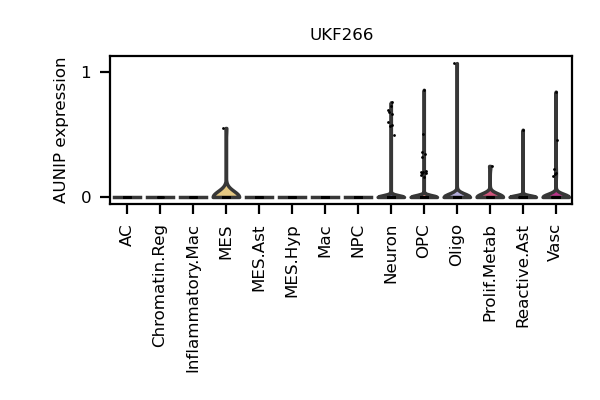 UKF266
AUNIP expression
1
0
AC
Chromatin.Reg
Inflammatory.Mac
MES
MES.Ast
MES.Hyp
Mac
NPC
Neuron
OPC
Oligo
Prolif.Metab
Reactive.Ast
Vasc